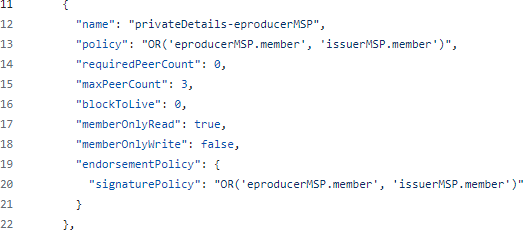 11 {
12 "name": "privateDetails-eproducerMSP",
13 "policy": "OR('eproducerMSP.member', 'issuerMSP.member')",
14 "requiredPeerCount": 0,
15 "maxPeerCount": 3,
16 "blockToLive": 0,
17 "memberOnlyRead": true,
18 "memberOnlyWrite": false,
19 "endorsementPolicy": {
20 "signaturePolicy": "OR('eproducerMSP.member', 'issuerMSP.member')"
21 }
22 },